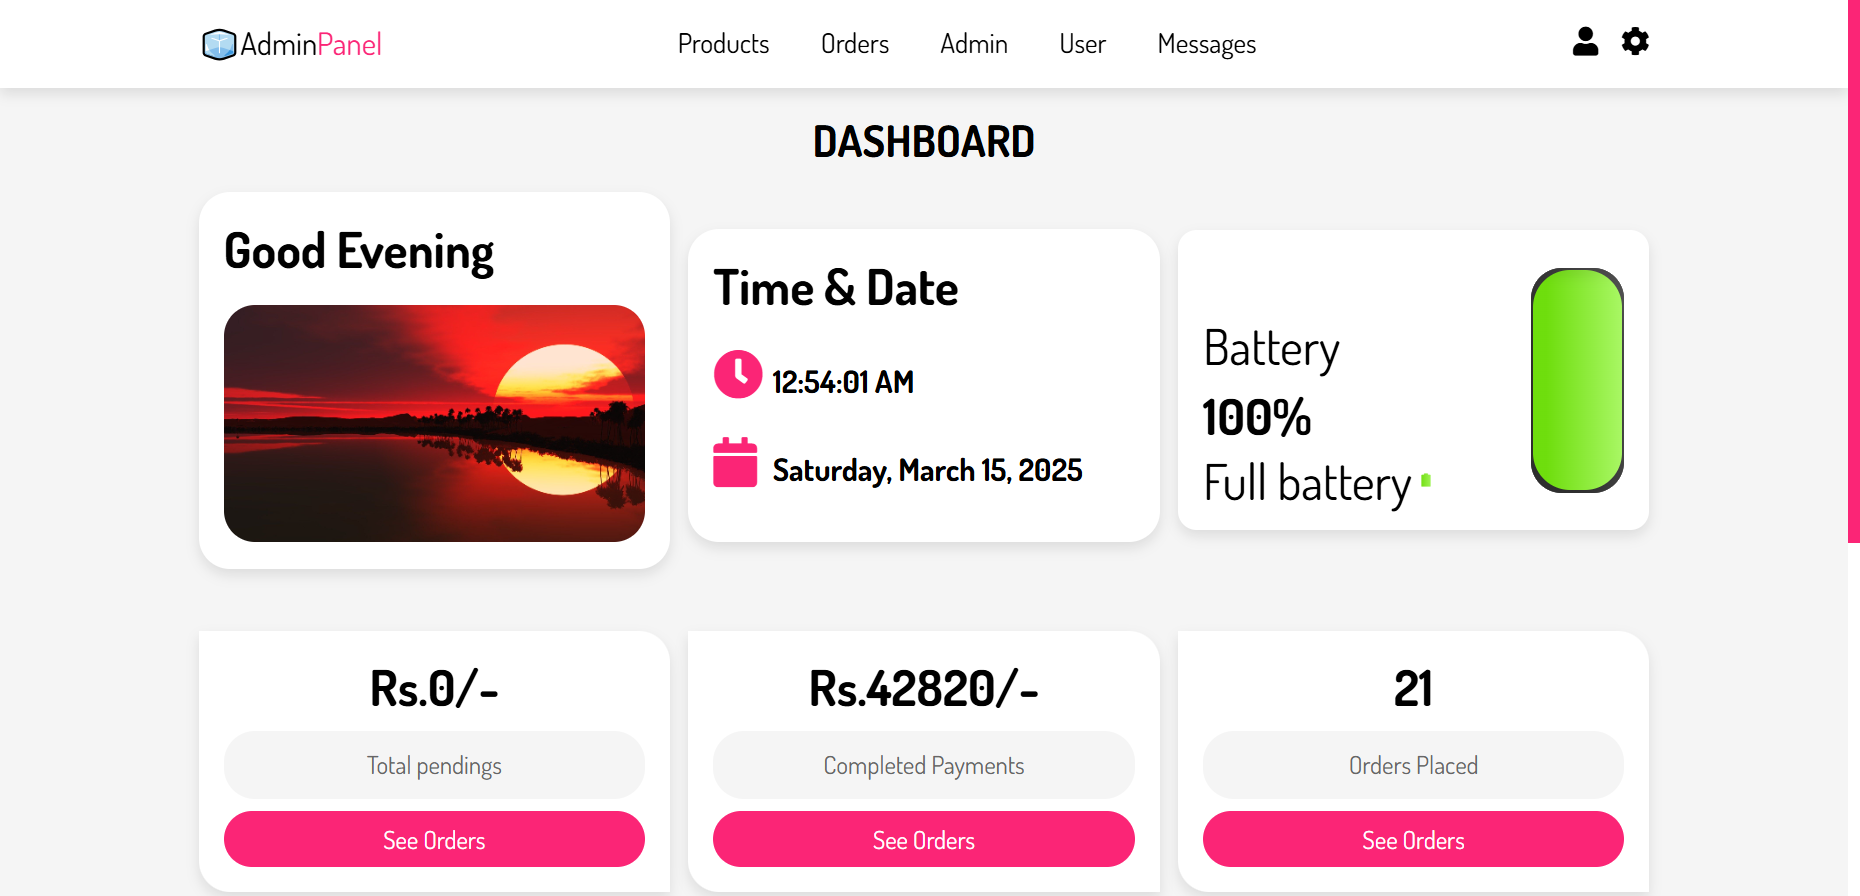 AdminPanel
Products Orders Admin User Messages
DASHBOARD
Good Evening
Time & Date
12:54:01 AM
Saturday, March 15, 2025
Battery
100%
Full battery
Rs.0/-
Total pendings
See Orders
Rs.42820/-
Completed Payments
See Orders
21
Orders Placed
See Orders